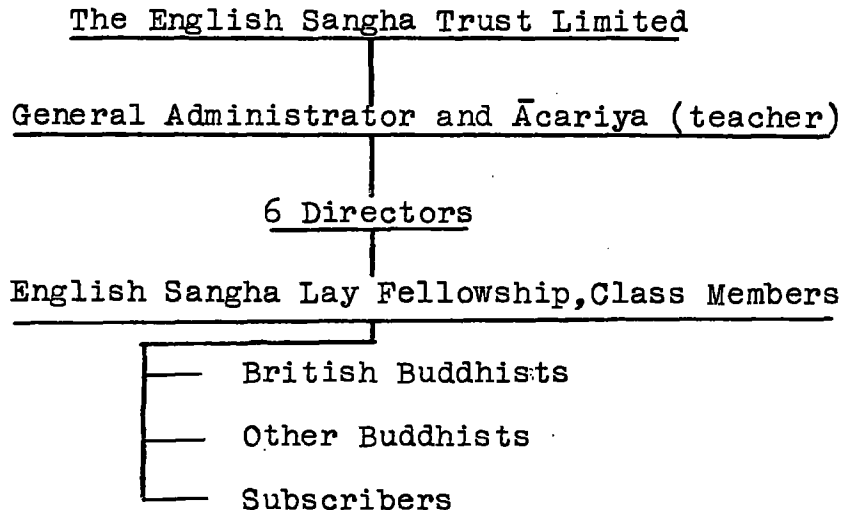 The English Sangha Trust Limited
General Administrator and Ācariya (teacher)
6 Directors
English Sangha Lay Fellowship,Class Members
British Buddhists
Other Buddhists
Subscribers